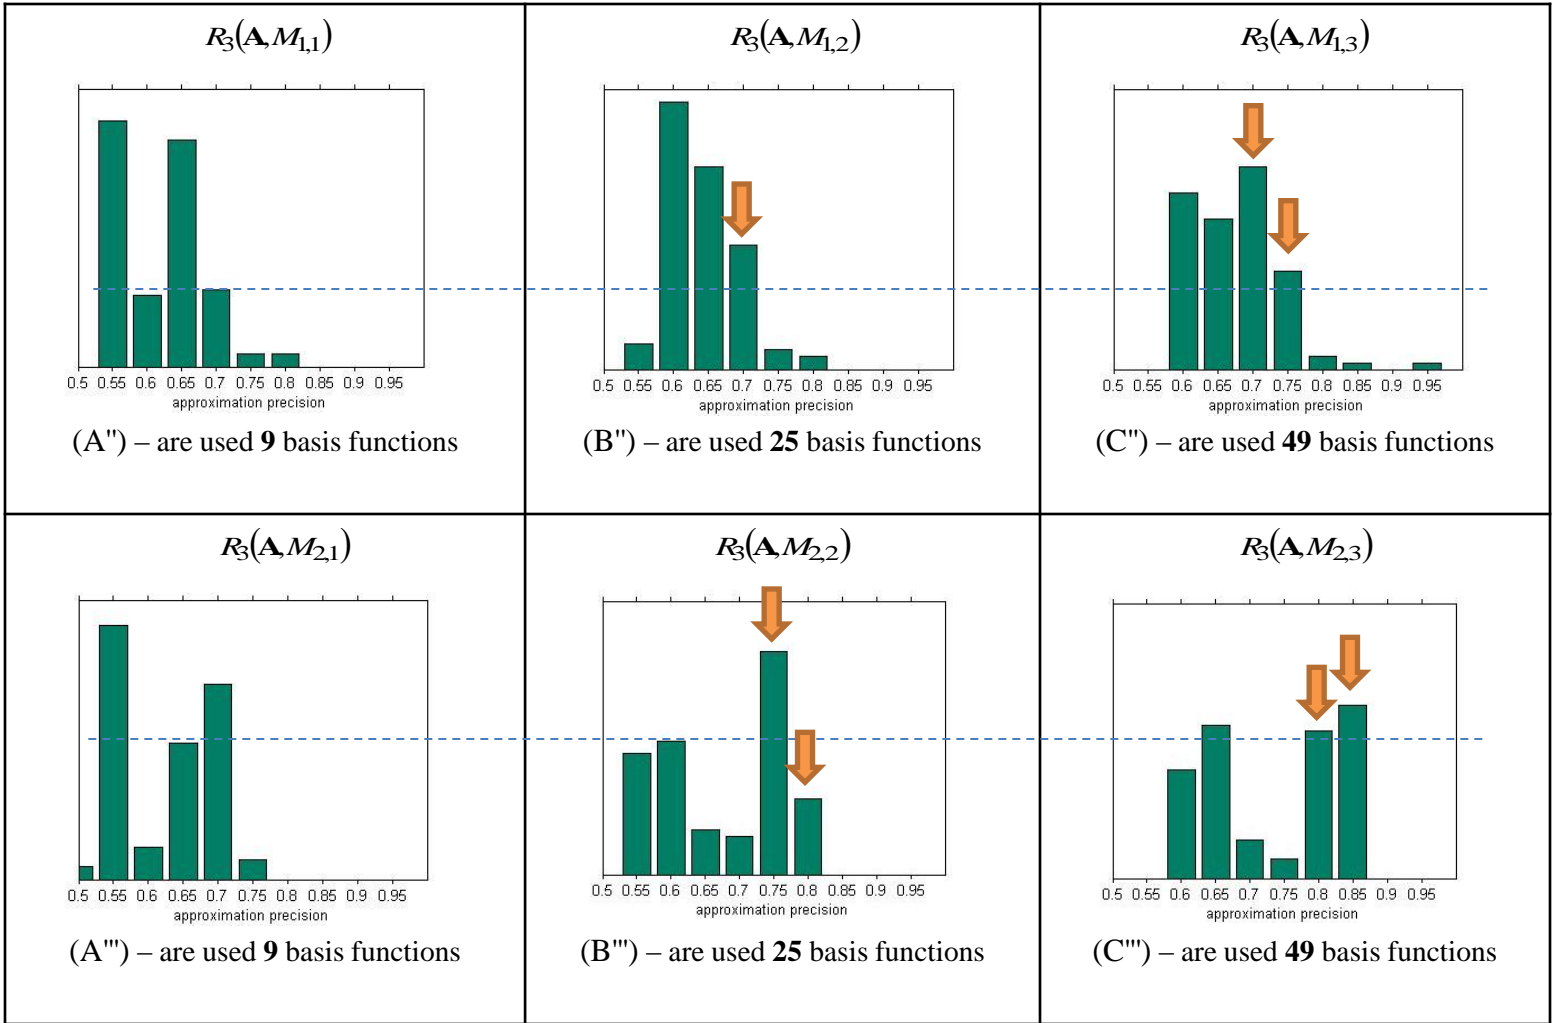 R3(A,M1,1)
0.5 0.55 0.6 0.65 0.7 0.75 0.8 0.85 0.9 0.95
approximation precision
(A") – are used 9 basis functions
R3(A,M1,2)
0.5 0.55 0.6 0.65 0.7 0.75 0.8 0.85 0.9 0.95
approximation precision
(B") – are used 25 basis functions
R3(A,M1,3)
0.5 0.55 0.6 0.65 0.7 0.75 0.8 0.85 0.9 0.95
approximation precision
(C") – are used 49 basis functions
R3(A,M2,1)
0.5 0.55 0.6 0.65 0.7 0.75 0.8 0.85 0.9 0.95
approximation precision
(A"') – are used 9 basis functions
R3(A,M2,2)
0.5 0.55 0.6 0.65 0.7 0.75 0.8 0.85 0.9 0.95
approximation precision
(B"') – are used 25 basis functions
R3(A,M2,3)
0.5 0.55 0.6 0.65 0.7 0.75 0.8 0.85 0.9 0.95
approximation precision
(C"') – are used 49 basis functions